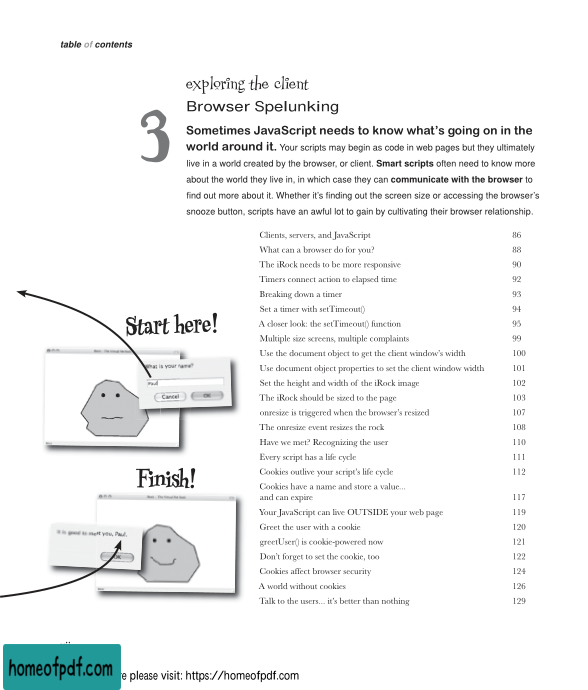 table of contents
exploring the client
3
Browser Spelunking
Sometimes JavaScript needs to know what's going on in the
world around it. Your scripts may begin as code in web pages but they ultimately
live in a world created by the browser, or client. Smart scripts often need to know more
about the world they live in, in which case they can communicate with the browser to
find out more about it. Whether it's finding out the screen size or accessing the browser's
snooze button, scripts have an awful lot to gain by cultivating their browser relationship.
Clients, servers, and JavaScript 86
What can a browser do for you? 88
The iRock needs to be more responsive 90
Timers connect action to elapsed time 92
Breaking down a timer 93
Set a timer with setTimeout() 94
A closer look: the setTimeout() function 95
Multiple size screens, multiple complaints 99
Use the document object to get the client window's width 100
Use document object properties to set the client window width 101
Set the height and width of the iRock image 102
The iRock should be sized to the page 103
onresize is triggered when the browser's resized 107
The onresize event resizes the rock 108
Have we met? Recognizing the user 110
Every script has a life cycle 111
Cookies outlive your script's life cycle 112
Cookies have a name and store a value...
and can expire 117
Your JavaScript can live OUTSIDE your web page 119
Greet the user with a cookie 120
greetUser() is cookie-powered now 121
Don't forget to set the cookie, too 122
Cookies affect browser security 124
A world without cookies 126
Talk to the users... it's better than nothing 129
Start here!
What is your name?
Paul
Cancel OK
Finish!
It is good to meet you, Paul.
OK
homeofpdf.com
please visit: https://homeofpdf.com